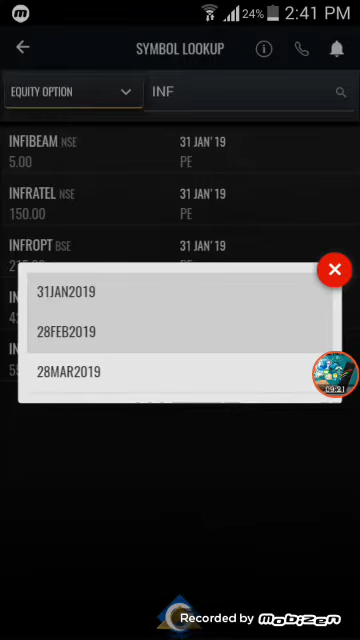 24% 2:41 PM
SYMBOL LOOKUP
EQUITY OPTION INF
INFIBEAM NSE 31 JAN' 19
5.00 PE
INFRATEL NSE 31 JAN' 19
150.00 PE
INFROPT BSE 31 JAN' 19
31JAN2019
28FEB2019
28MAR2019
09:21
Recorded by Mobizen